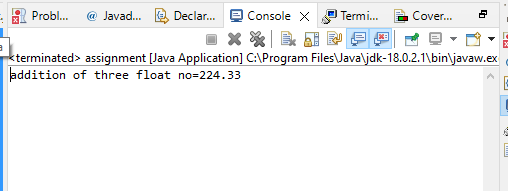 Probl... Javad... Declar... Console Termi... Cover...
<terminated> assignment [Java Application] C:\Program Files\Java\jdk-18.0.2.1\bin\javaw.ex
addition of three float no=224.33